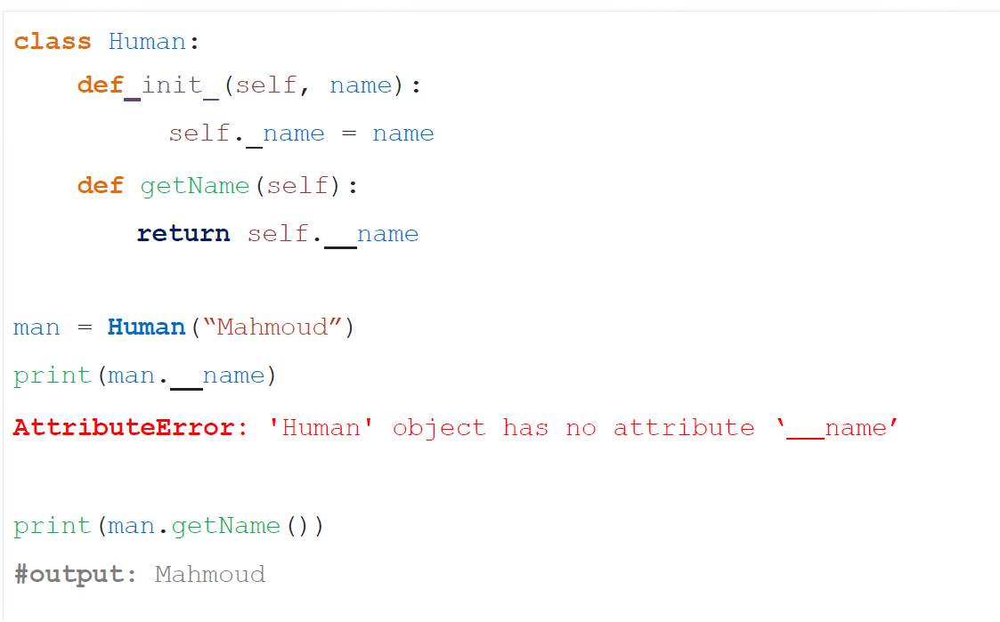 class Human:
    def_init_(self, name):
        self._name = name
    def getName(self):
        return self.__name
man = Human(“Mahmoud”)
print(man.__name)
AttributeError: 'Human' object has no attribute ‵__name′
print(man.getName())
#output: Mahmoud